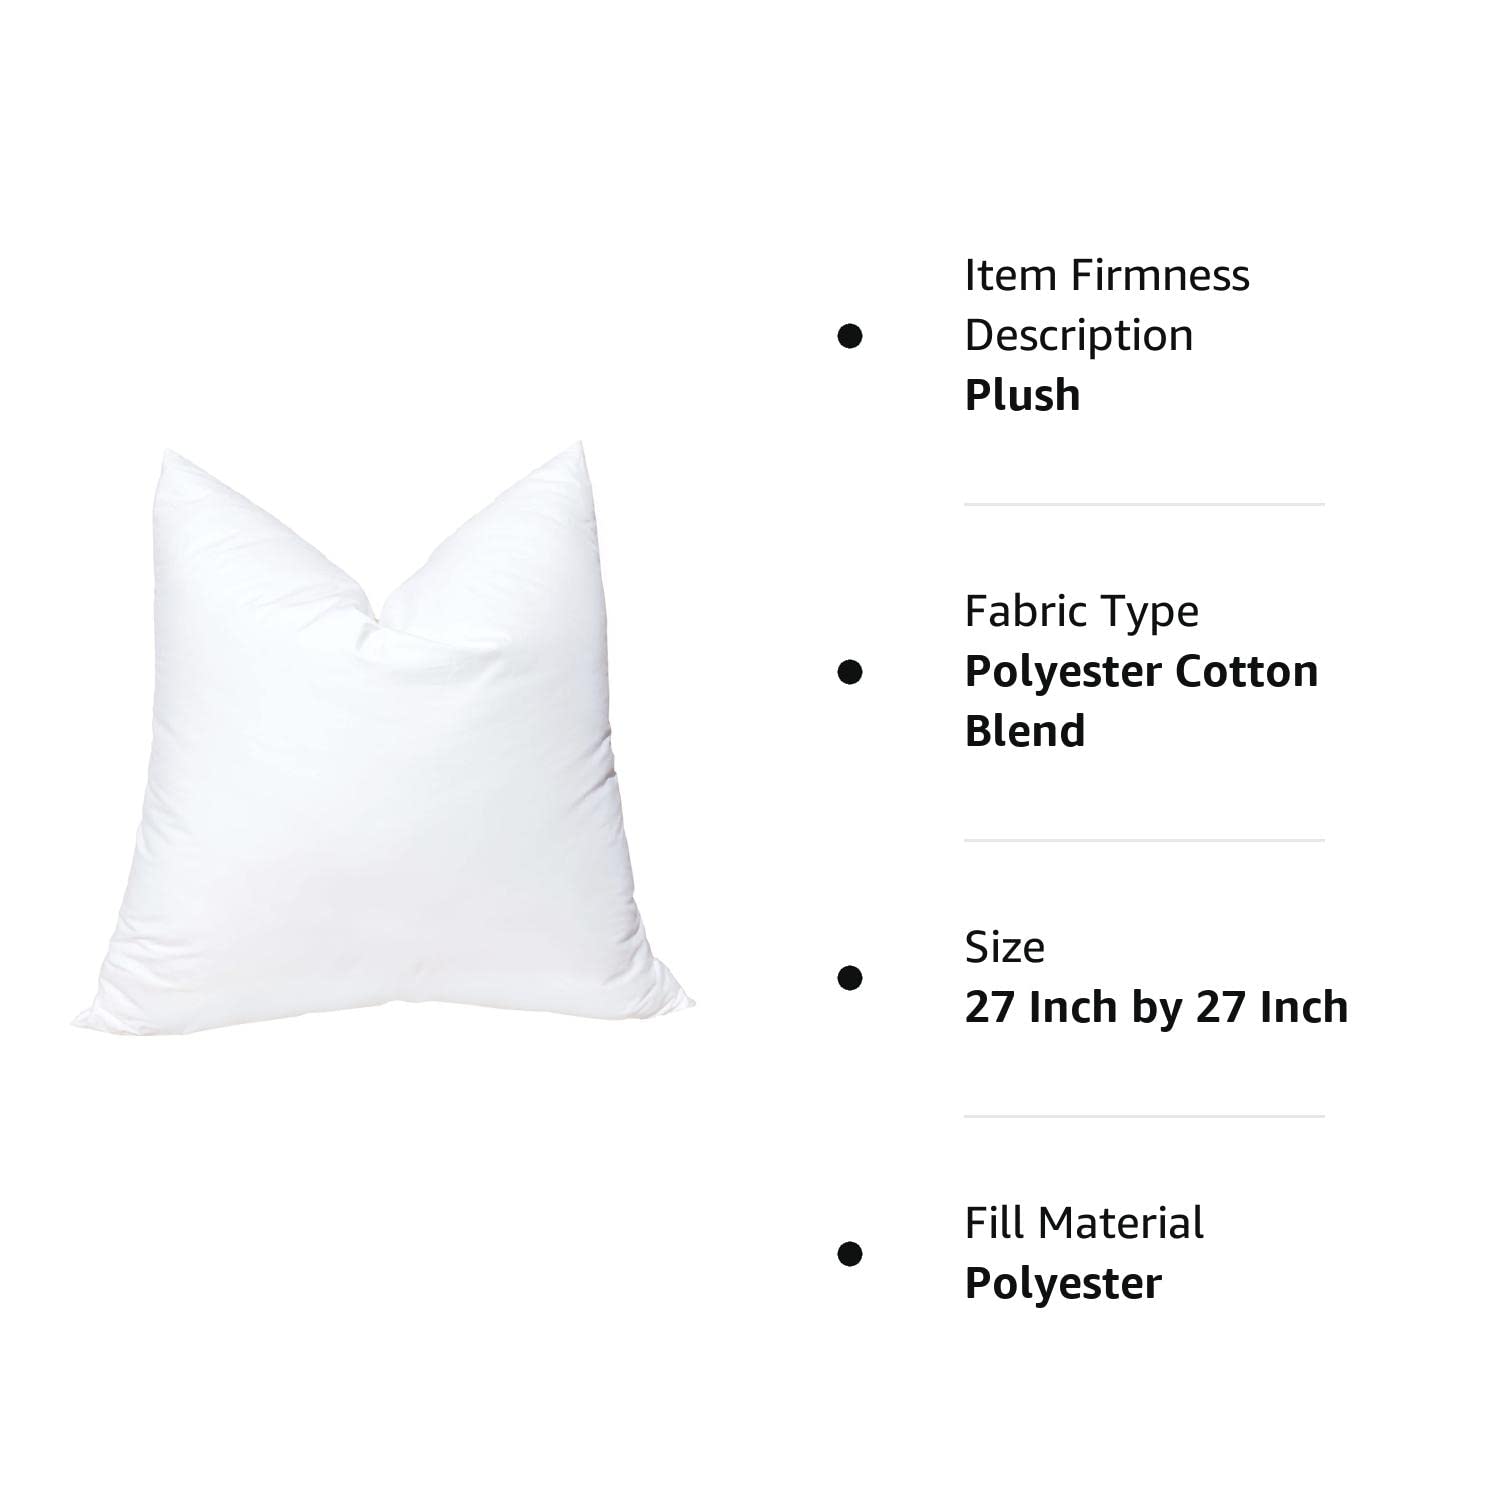 Item Firmness
Description
Plush
Fabric Type
Polyester Cotton
Blend
Size
27 Inch by 27 Inch
Fill Material
Polyester